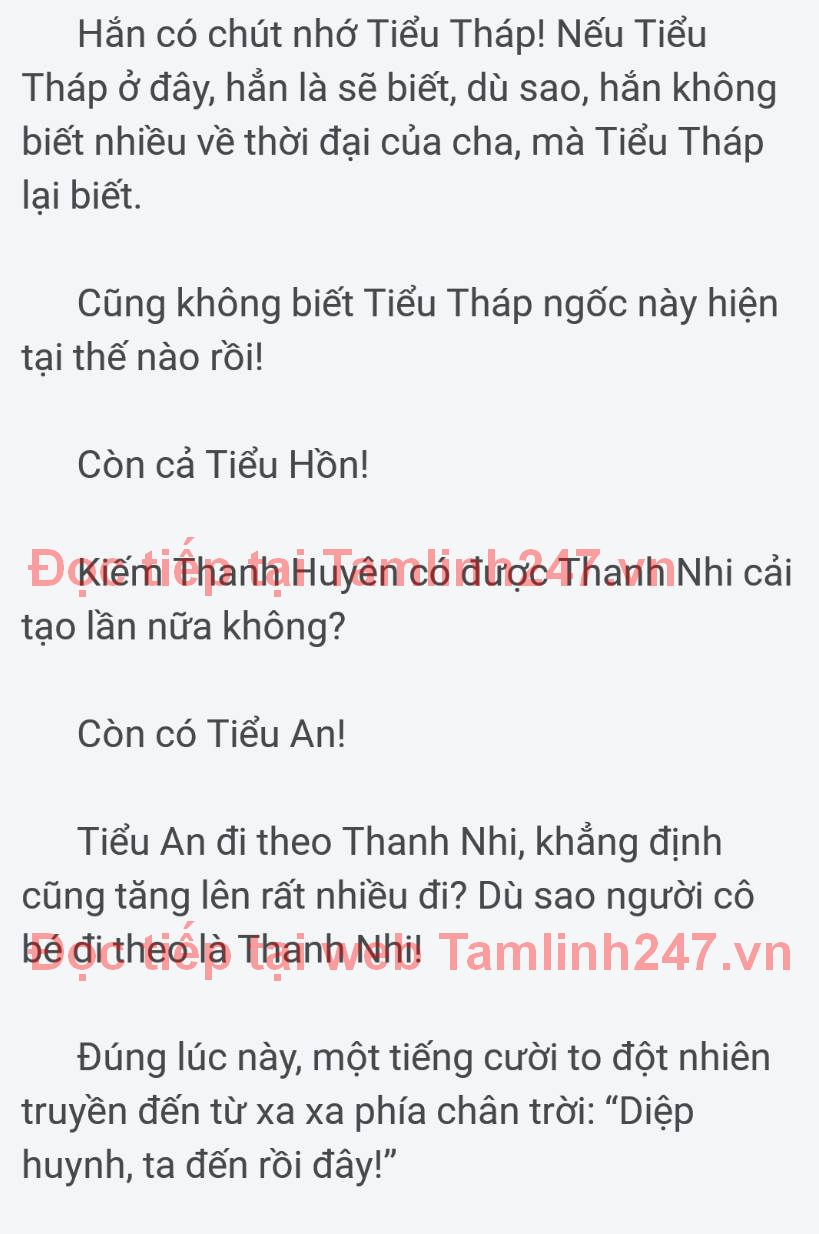 Hắn có chút nhớ Tiểu Tháp! Nếu Tiểu
Tháp ở đây, hẳn là sẽ biết, dù sao, hắn không
biết nhiều về thời đại của cha, mà Tiểu Tháp
lại biết.
Cũng không biết Tiểu Tháp ngốc này hiện
tại thế nào rồi!
Còn cả Tiểu Hồn!
Đọc tiếp tại Tamlinh247.vn
Kiếm Thanh Huyên có được Thanh Nhi cải
tạo lần nữa không?
Còn có Tiểu An!
Tiểu An đi theo Thanh Nhi, khẳng định
cũng tăng lên rất nhiều đi? Dù sao người cô
bé đi theo là Thanh Nhi!
Đọc tiếp tại web Tamlinh247.vn
Đúng lúc này, một tiếng cười to đột nhiên
truyền đến từ xa xa phía chân trời: “Diệp
huynh, ta đến rồi đây!”